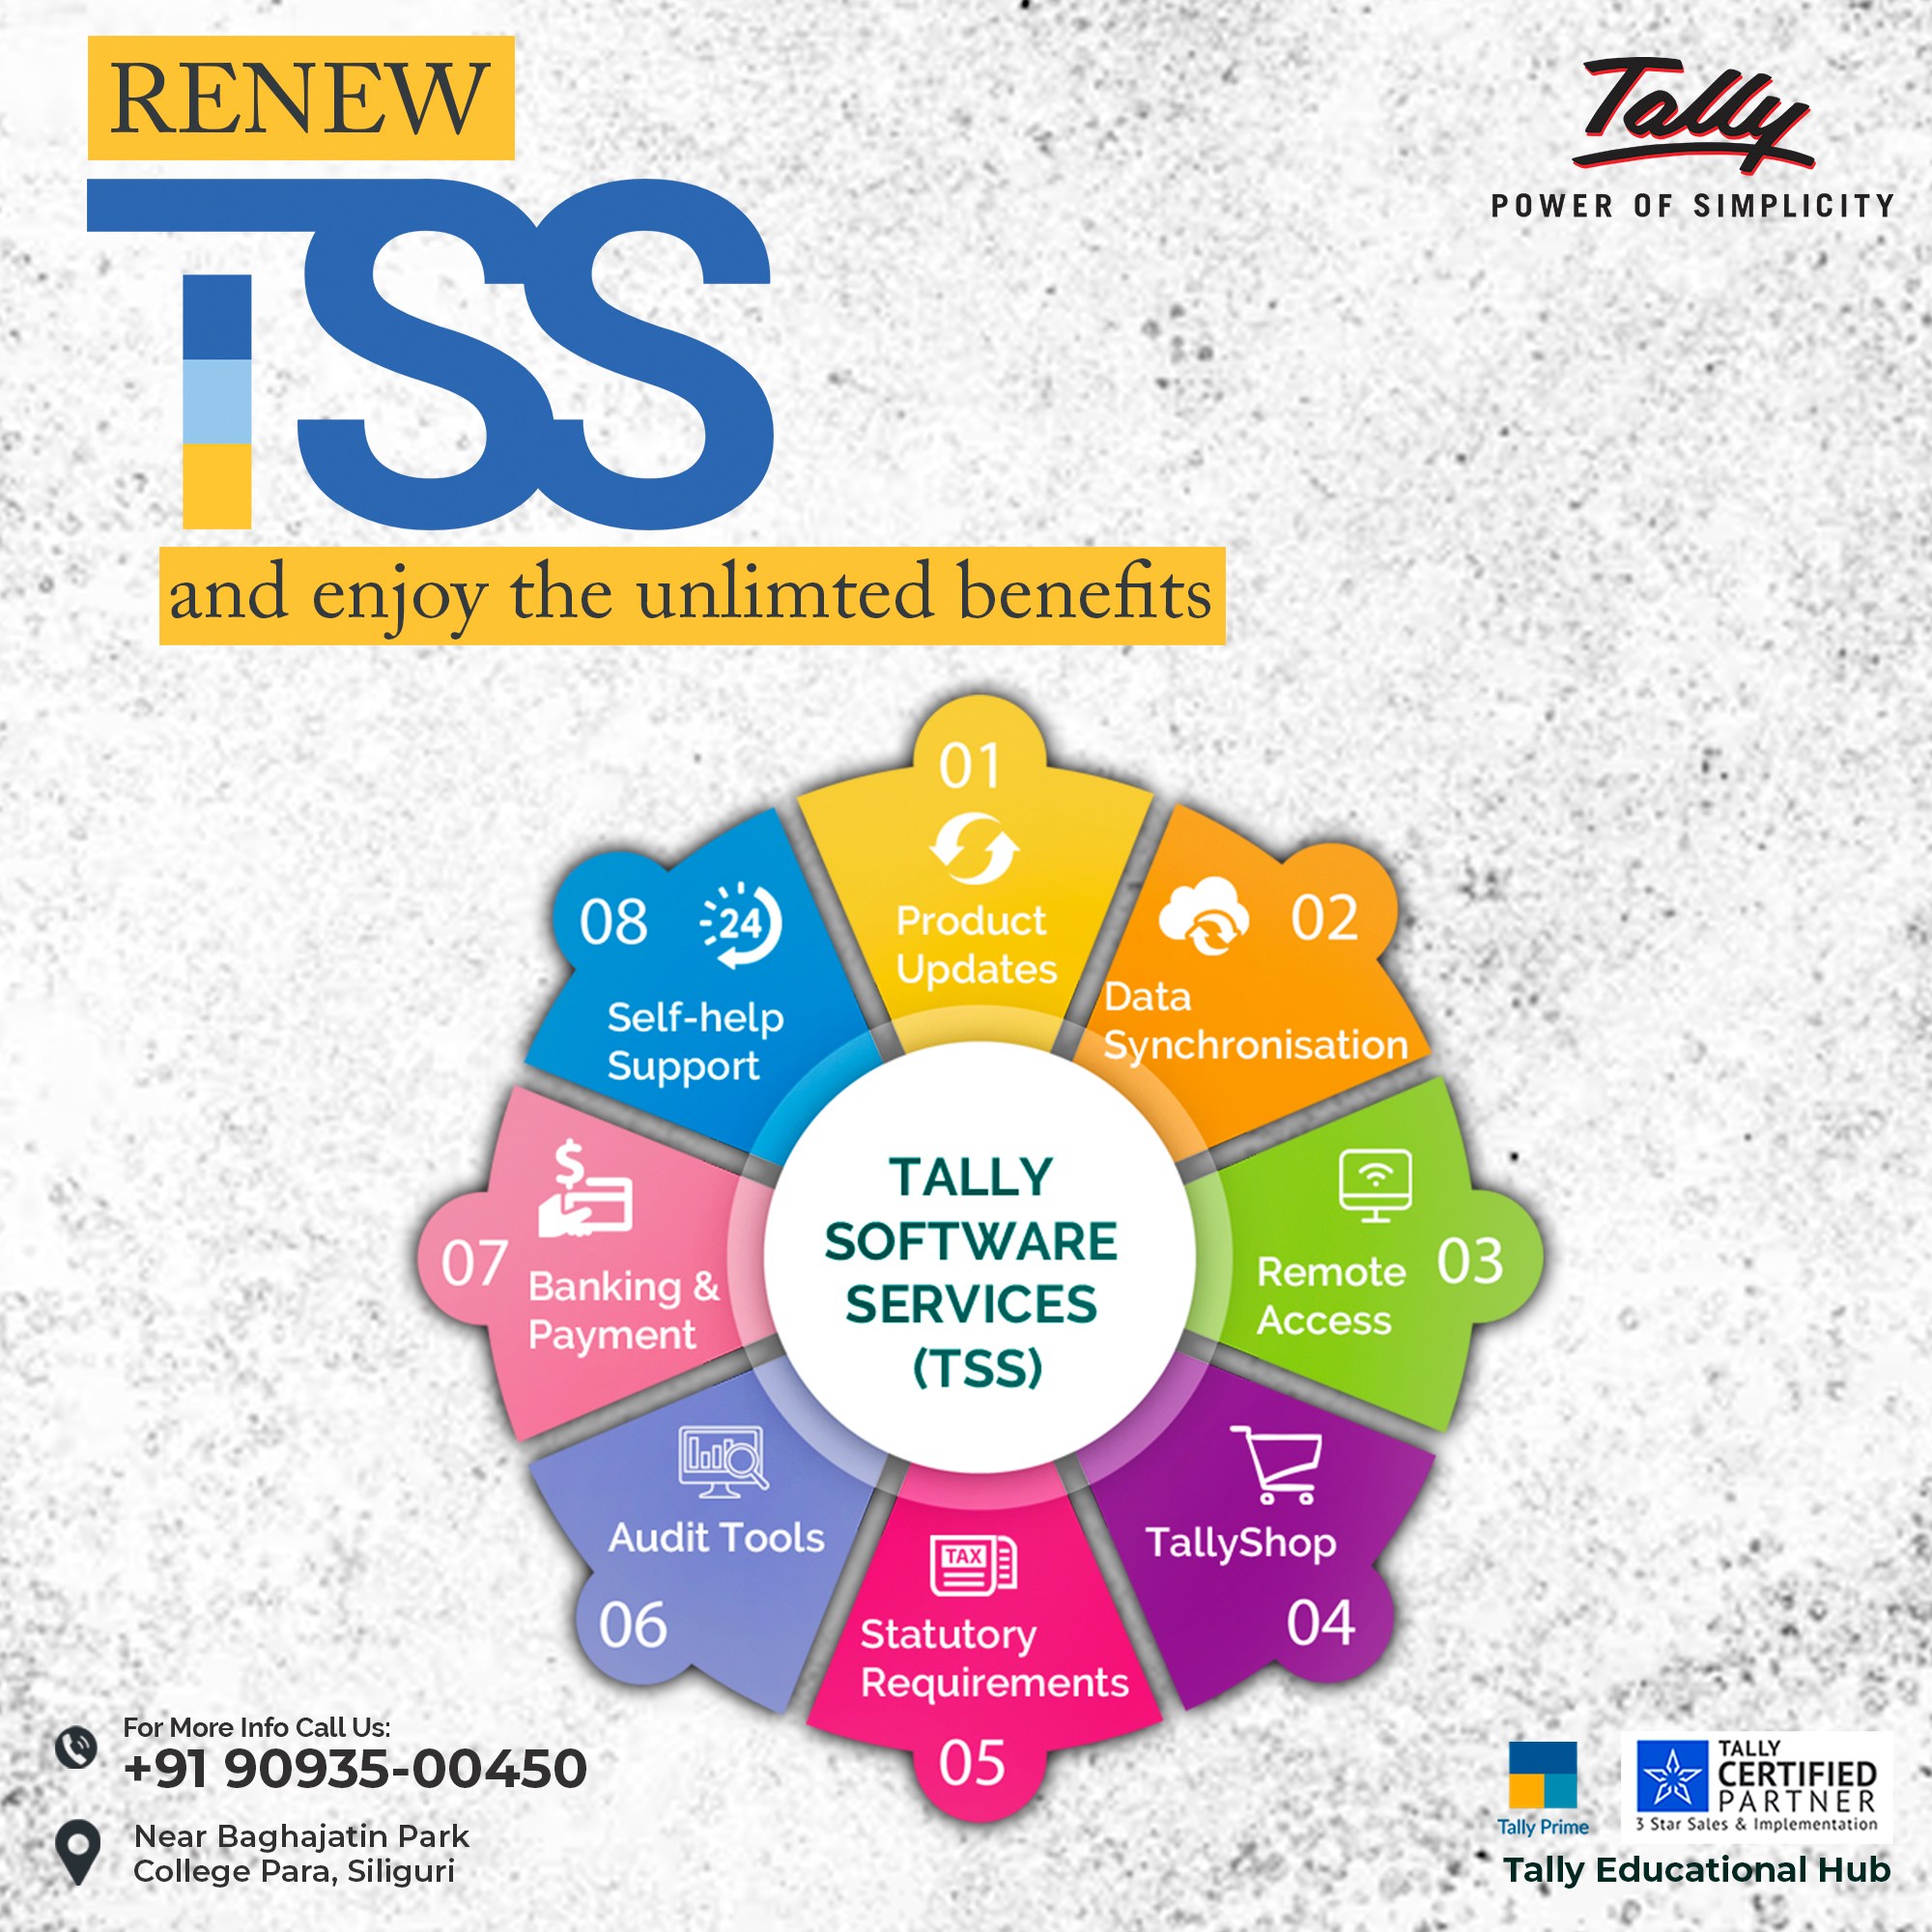 RENEW
TSS
and enjoy the unlimted benefits
Tally
POWER OF SIMPLICITY
01
Product
Updates
02
Data
Synchronisation
03
Remote
Access
04
TallyShop
05
TAX
Statutory
Requirements
06
Audit Tools
07
$
Banking &
Payment
08
24
Self-help
Support
TALLY
SOFTWARE
SERVICES
(TSS)
For More Info Call Us:
+91 90935-00450
Near Baghajatin Park
College Para, Siliguri
Tally Prime
TALLY
CERTIFIED
PARTNER
3 Star Sales & Implementation
Tally Educational Hub